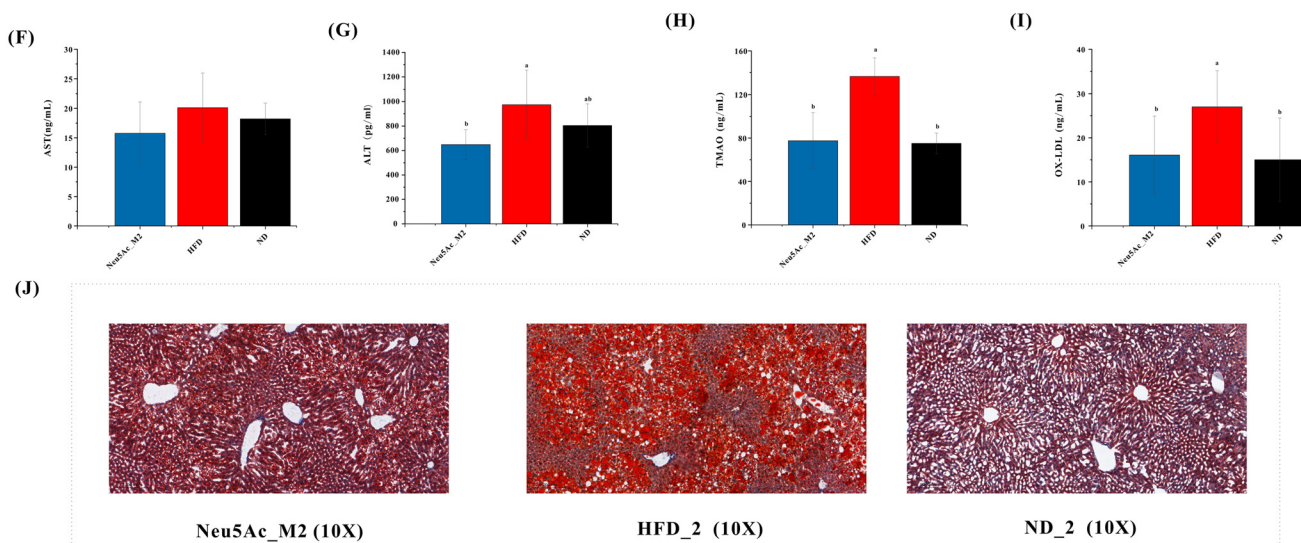 (F)
30
25
20
15
10
5
0
AST(ng/mL)
Neu5Ac_M2
HFD
ND
(G)
1400
1200
1000
800
600
400
200
0
ALT (pg/ml)
b
a
ab
Neu5Ac_M2
HFD
ND
(H)
160
120
80
40
0
TMAO (ng/mL)
b
a
b
Neu5Ac_M2
HFD
ND
(I)
40
30
20
10
0
OX-LDL (ng/mL)
b
a
b
Neu5Ac_M2
HFD
ND
(J)
Neu5Ac_M2 (10X)
HFD_2 (10X)
ND_2 (10X)